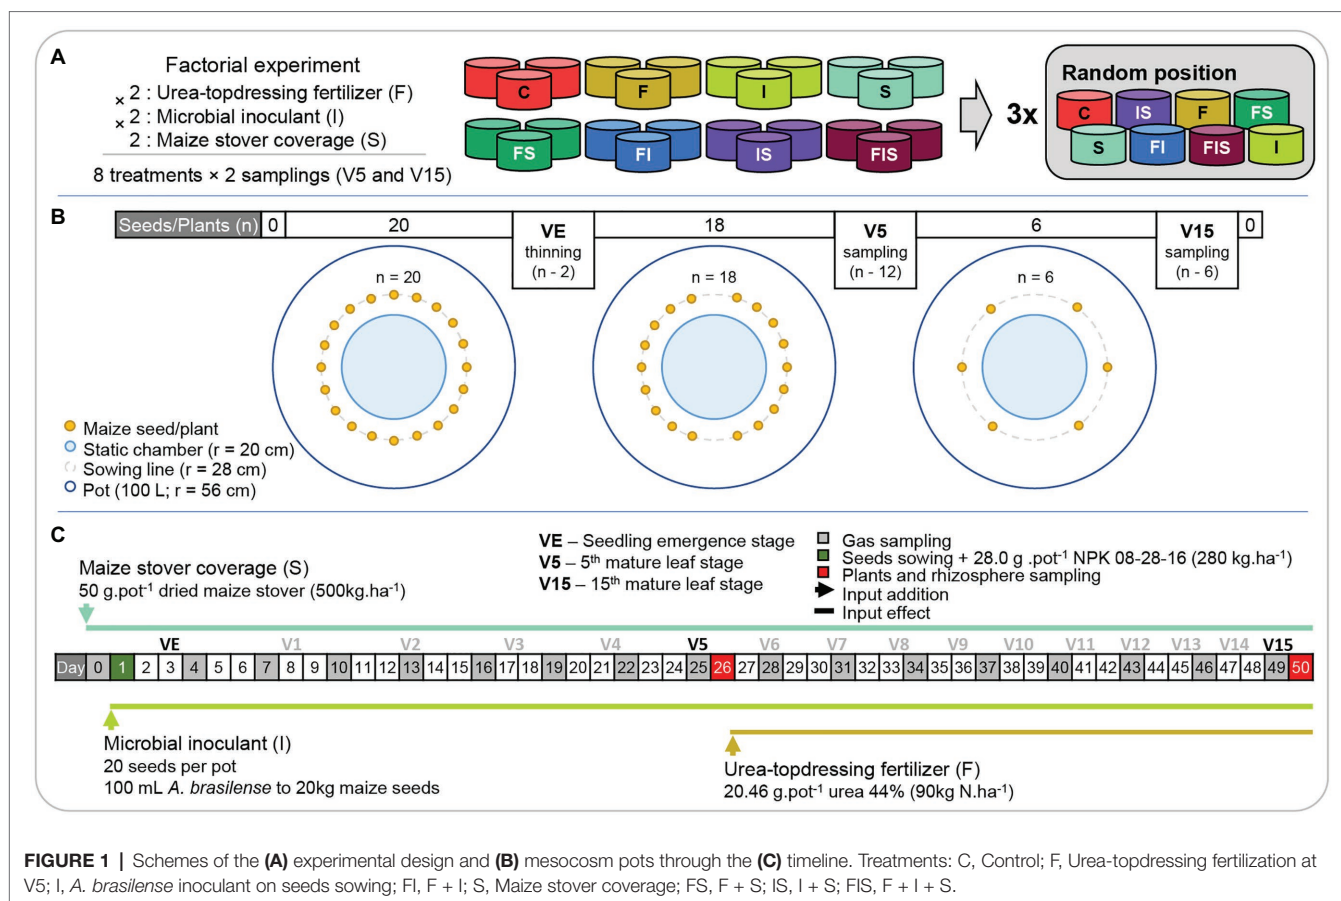 A
Factorial experiment
× 2 : Urea-topdressing fertilizer (F)
× 2 : Microbial inoculant (I)
2 : Maize stover coverage (S)
8 treatments × 2 samplings (V5 and V15)
C F I S
FS FI IS FIS
3x
Random position
C IS F FS
S FI FIS I
B
Seeds/Plants (n) 0 20 VE 18 V5 6 V15 0
thinning sampling sampling
(n - 2) (n - 12) (n - 6)
n = 20 n = 18 n = 6
Maize seed/plant
Static chamber (r = 20 cm)
Sowing line (r = 28 cm)
Pot (100 L; r = 56 cm)
C
VE – Seedling emergence stage
V5 – 5th mature leaf stage
V15 – 15th mature leaf stage
Gas sampling
Seeds sowing + 28.0 g .pot-1 NPK 08-28-16 (280 kg.ha-1)
Plants and rhizosphere sampling
Input addition
Input effect
Maize stover coverage (S)
50 g.pot-1 dried maize stover (500kg.ha-1)
VE V1 V2 V3 V4 V5 V6 V7 V8 V9 V10 V11 V12 V13 V14 V15
Day 0 1 2 3 4 5 6 7 8 9 10 11 12 13 14 15 16 17 18 19 20 21 22 23 24 25 26 27 28 29 30 31 32 33 34 35 36 37 38 39 40 41 42 43 44 45 46 47 48 49 50
Microbial inoculant (I)
20 seeds per pot
100 mL A. brasilense to 20kg maize seeds
Urea-topdressing fertilizer (F)
20.46 g.pot-1 urea 44% (90kg N.ha-1)
FIGURE 1 | Schemes of the (A) experimental design and (B) mesocosm pots through the (C) timeline. Treatments: C, Control; F, Urea-topdressing fertilization at
V5; I, A. brasilense inoculant on seeds sowing; FI, F + I; S, Maize stover coverage; FS, F + S; IS, I + S; FIS, F + I + S.